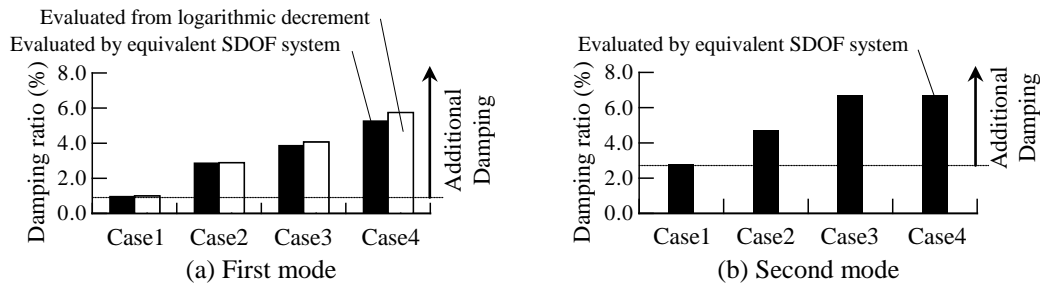 Evaluated from logarithmic decrement
Evaluated by equivalent SDOF system
Damping ratio (%)
8.0
6.0
4.0
2.0
0.0
Case1 Case2 Case3 Case4
Additional
Damping
(a) First mode
Evaluated by equivalent SDOF system
Damping ratio (%)
8.0
6.0
4.0
2.0
0.0
Case1 Case2 Case3 Case4
Additional
Damping
(b) Second mode